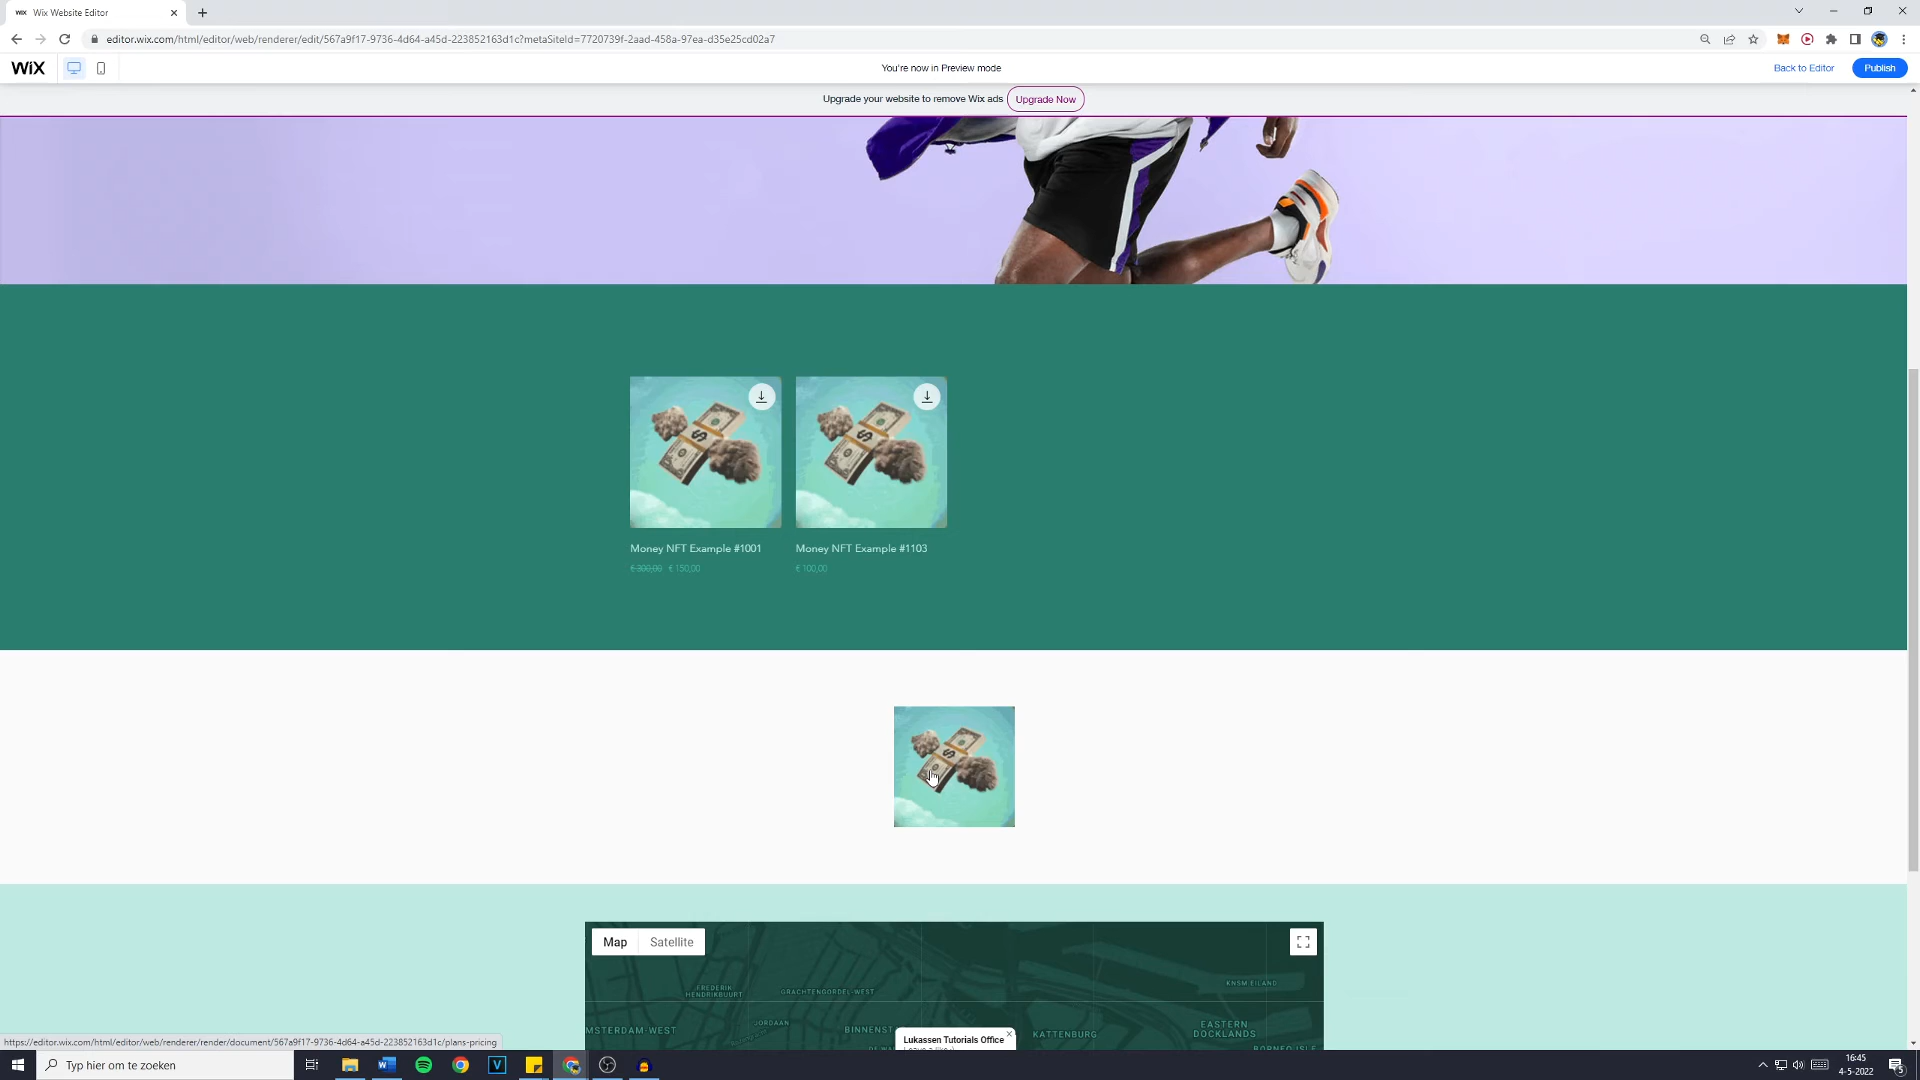 WiX Wix Website Editor
editor.wix.com/html/editor/web/renderer/edit/567a9f17-9736-4d64-a45d-223852163d1c?metaSiteId=7720739f-2aad-458a-97ea-d35e25cd02a7
WiX
You're now in Preview mode
Back to Editor
Publish
Upgrade your website to remove Wix ads
Upgrade Now
Money NFT Example #1001
Money NFT Example #1103
€ 300,00 € 150,00
€ 100,00
Map
Satellite
FREDERIK
HENDRIKBUURT
GRACHTENGORDEL-WEST
KNSM EILAND
JORDAAN
MSTERDAM-WEST
BINNENST
KATTENBURG
EASTERN
DOCKLANDS
Lukassen Tutorials Office
https://editor.wix.com/html/editor/web/renderer/render/document/567a9f17-9736-4d64-a45d-223852163d1c/plans-pricing
Typ hier om te zoeken
16:45
4-5-2022